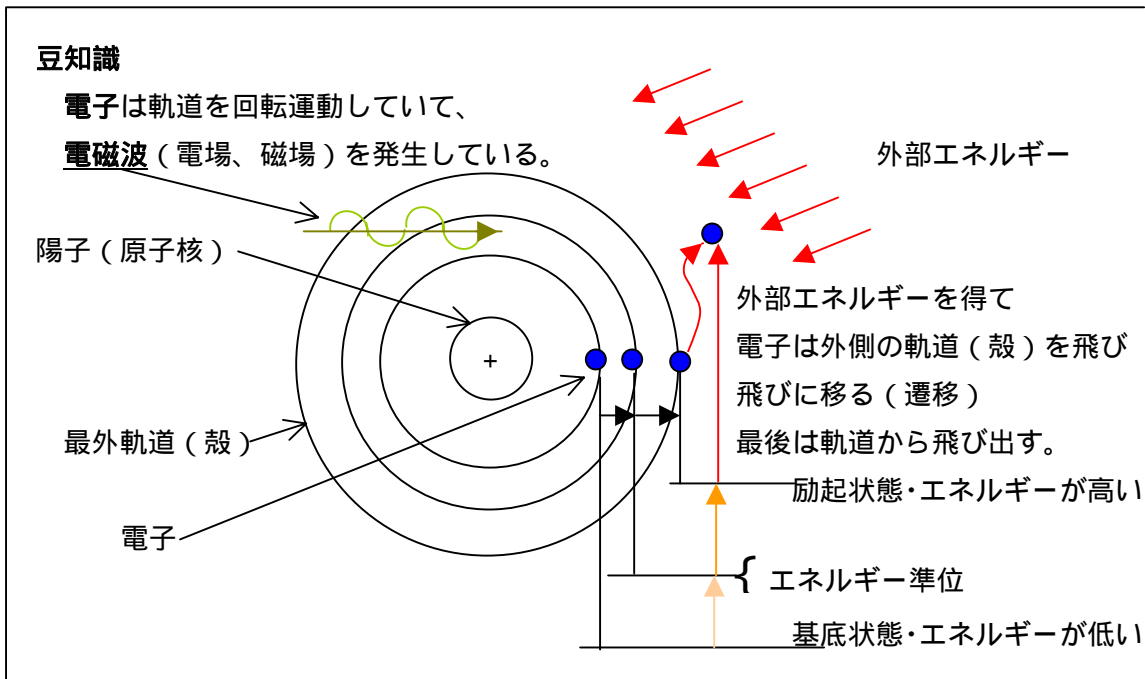 豆知識
電子は軌道を回転運動していて、
電磁波(電場、磁場)を発生している。
外部エネルギー
陽子(原子核)
外部エネルギーを得て
電子は外側の軌道(殻)を飛び
飛びに移る(遷移)
最後は軌道から飛び出す。
+
最外軌道(殻)
励起状態・エネルギーが高い
電子
{ エネルギー準位
基底状態・エネルギーが低い